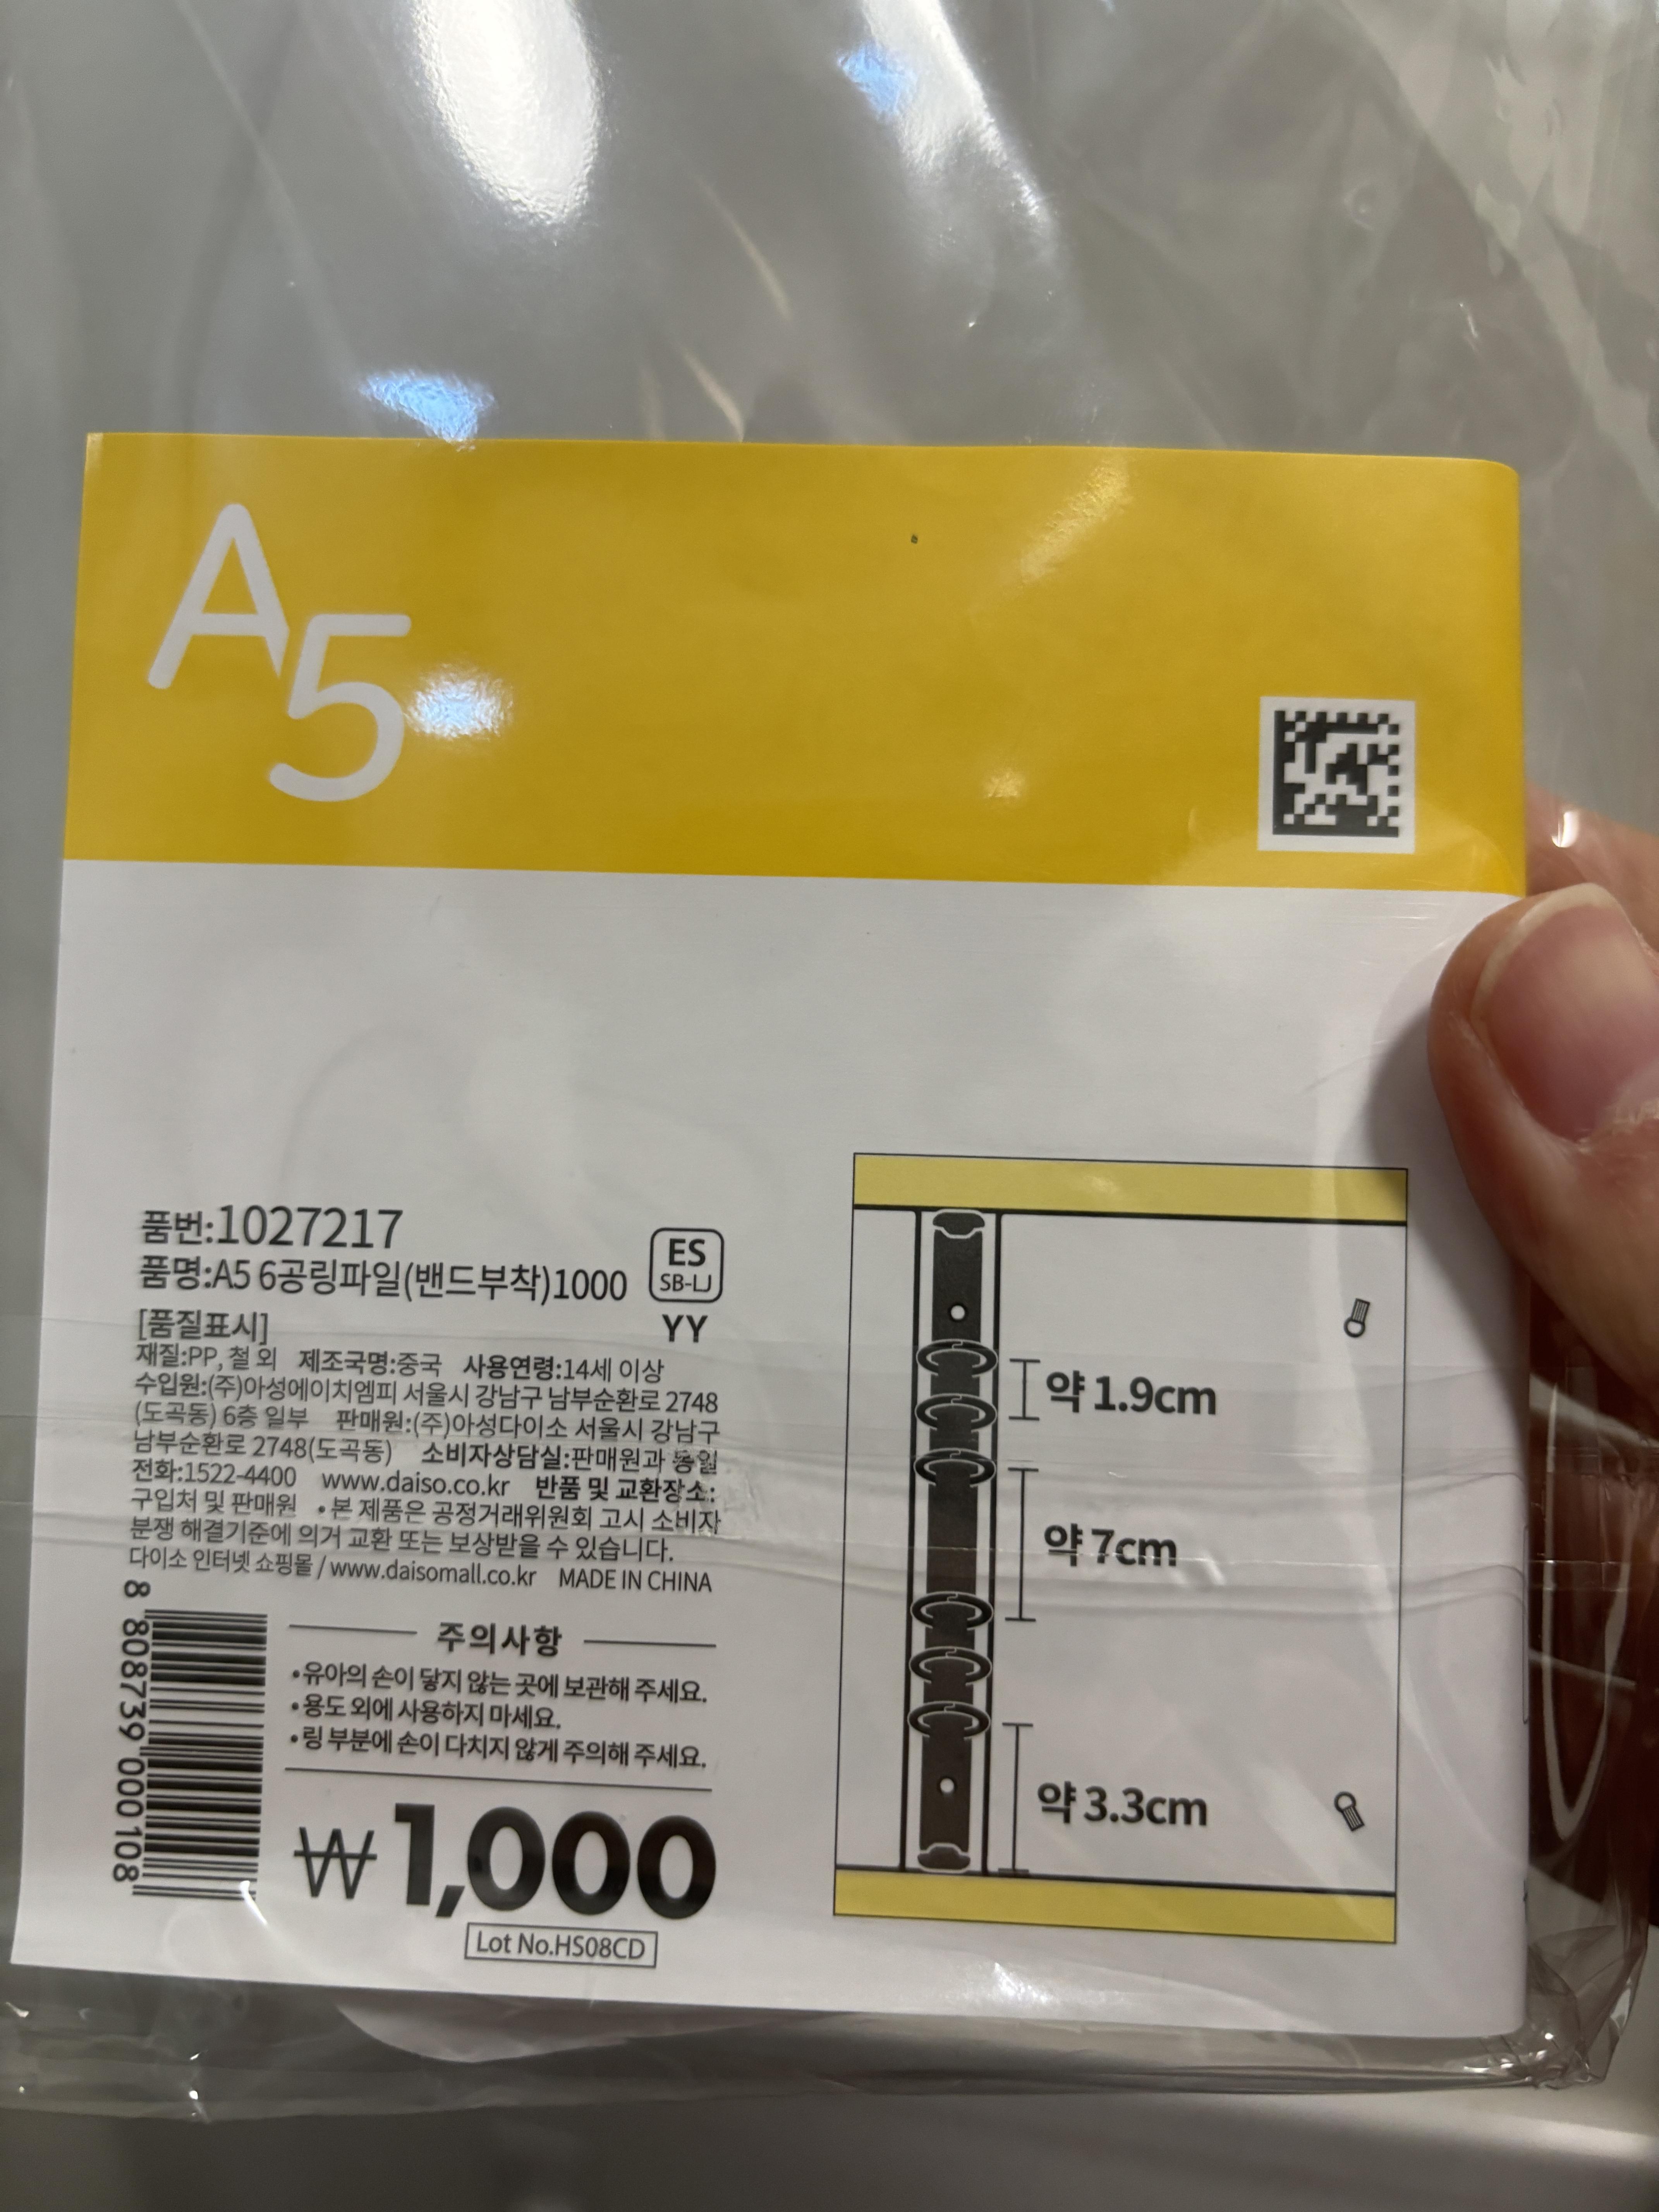 A5
품번:1027217
품명:A5 6공링파일(밴드부착)1000
ES
SB-LJ
YY
[품질표시]
재질:PP, 철 외 제조국명:중국 사용연령:14세 이상
수입원:(주)아성에이치엠피 서울시 강남구 남부순환로 2748
(도곡동) 6층 일부 판매원:(주)아성다이소 서울시 강남구
남부순환로 2748(도곡동) 소비자상담실:판매원과 동일
전화:1522-4400 www.daiso.co.kr 반품 및 교환장소:
구입처 및 판매원 •본 제품은 공정거래위원회 고시 소비자
분쟁 해결기준에 의거 교환 또는 보상받을 수 있습니다.
다이소 인터넷 쇼핑몰 / www.daisomall.co.kr MADE IN CHINA
8 808739 000108
주의사항
•유아의 손이 닿지 않는 곳에 보관해 주세요.
•용도 외에 사용하지 마세요.
•링 부분에 손이 다치지 않게 주의해 주세요.
₩1,000
Lot No.HS08CD
약 1.9cm
약 7cm
약 3.3cm